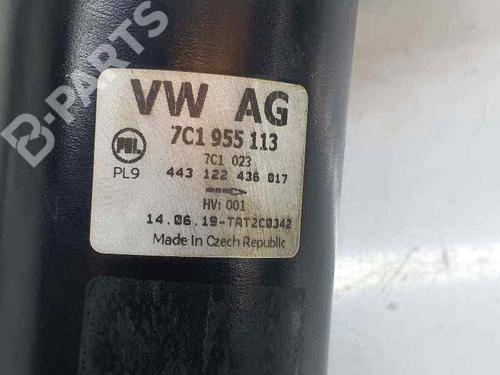 VW AG
7C1 955 113
PAL
7C1 023
PL9
443 122 436 017
HV: 001
14.06.19-TAT2C0342
Made in Czech Republic
B-PARTS